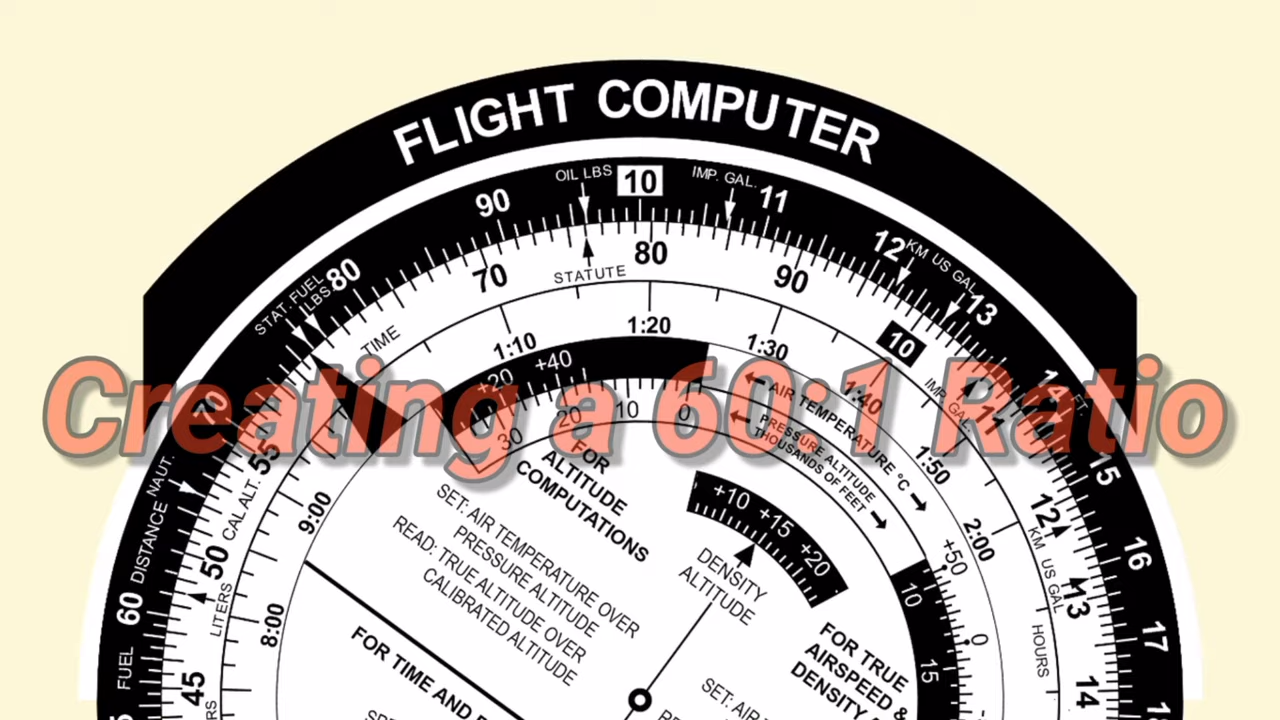 FLIGHT COMPUTER
OIL LBS
10
IMP. GAL.
11
90
12
KM
US GAL.
13
STAT.
FUEL LBS
80
70
STATUTE
80
90
10
TIME
1:10
1:20
1:30
1:40
1:50
2:00
Creating a 60:1 Ratio
+20
+40
30
20
10
0
AIR TEMPERATURE °C
PRESSURE ALTITUDE
THOUSANDS OF FEET
70
55
CAL ALT.
DISTANCE NAUT.
50
LITERS
60
FUEL
45
9:00
8:00
IMP. GAL.
11
12
KM
US GAL
13
HOURS
14
14
FT.
15
16
17
FOR
ALTITUDE
COMPUTATIONS
SET: AIR TEMPERATURE OVER
PRESSURE ALTITUDE
READ: TRUE ALTITUDE OVER
CALIBRATED ALTITUDE
+10
+15
+20
DENSITY
ALTITUDE
+50
0
10
15
FOR TRUE
AIRSPEED &
DENSITY
FOR TIME AND
SET: AIR